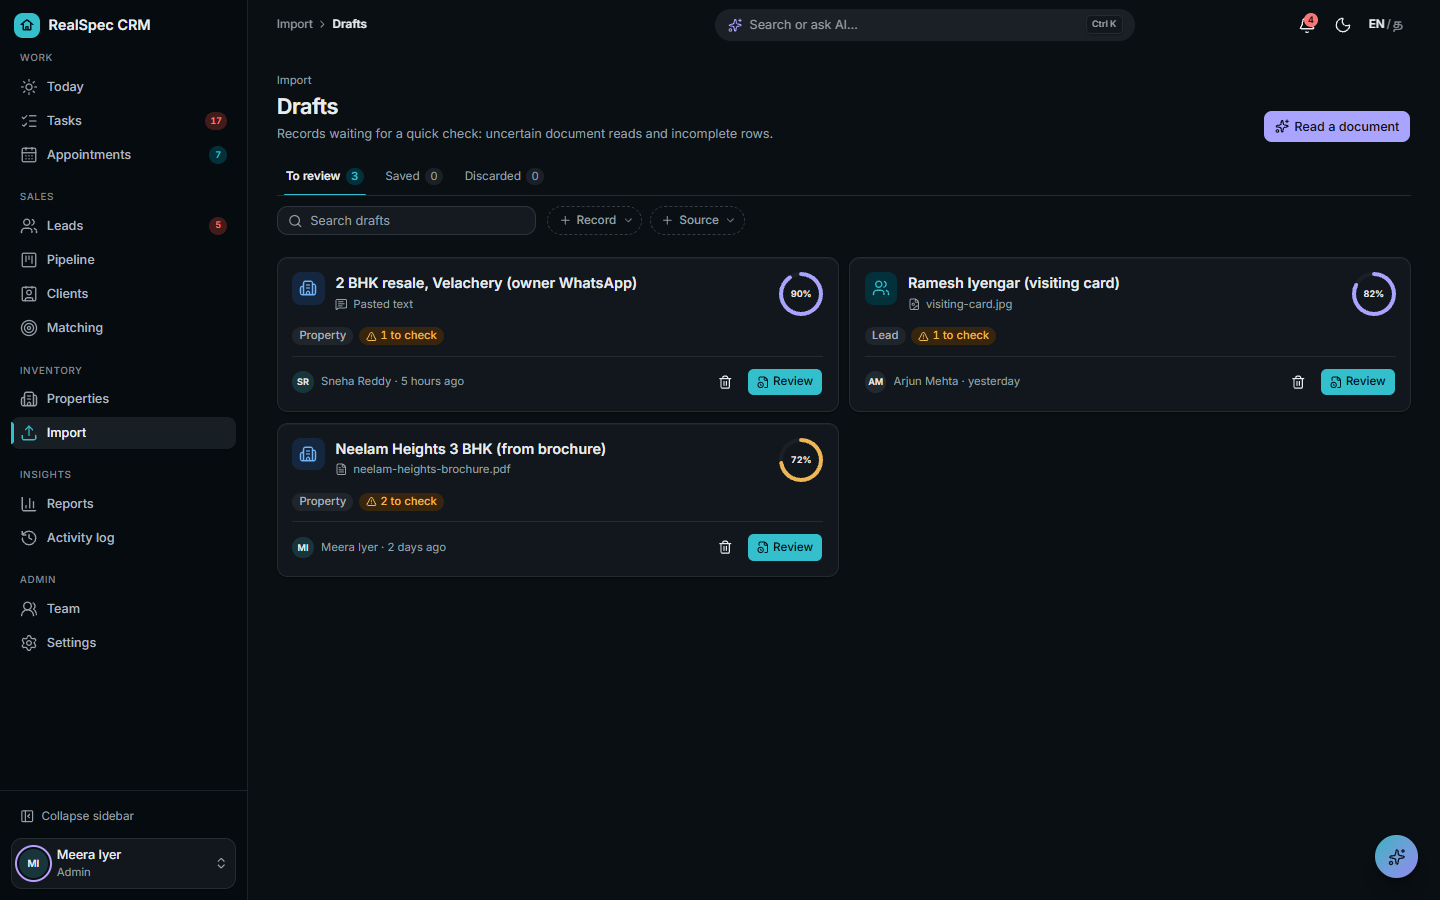 RealSpec CRM
WORK
Today
Tasks 17
Appointments 7
SALES
Leads 5
Pipeline
Clients
Matching
INVENTORY
Properties
Import
INSIGHTS
Reports
Activity log
ADMIN
Team
Settings
Collapse sidebar
MI Meera Iyer
Admin
Import > Drafts
Search or ask AI... Ctrl K
4
EN / த
Import
Drafts
Records waiting for a quick check: uncertain document reads and incomplete rows.
Read a document
To review 3 Saved 0 Discarded 0
Search drafts + Record + Source
2 BHK resale, Velachery (owner WhatsApp)
Pasted text
90%
Property 1 to check
SR Sneha Reddy · 5 hours ago Review
Ramesh Iyengar (visiting card)
visiting-card.jpg
82%
Lead 1 to check
AM Arjun Mehta · yesterday Review
Neelam Heights 3 BHK (from brochure)
neelam-heights-brochure.pdf
72%
Property 2 to check
MI Meera Iyer · 2 days ago Review